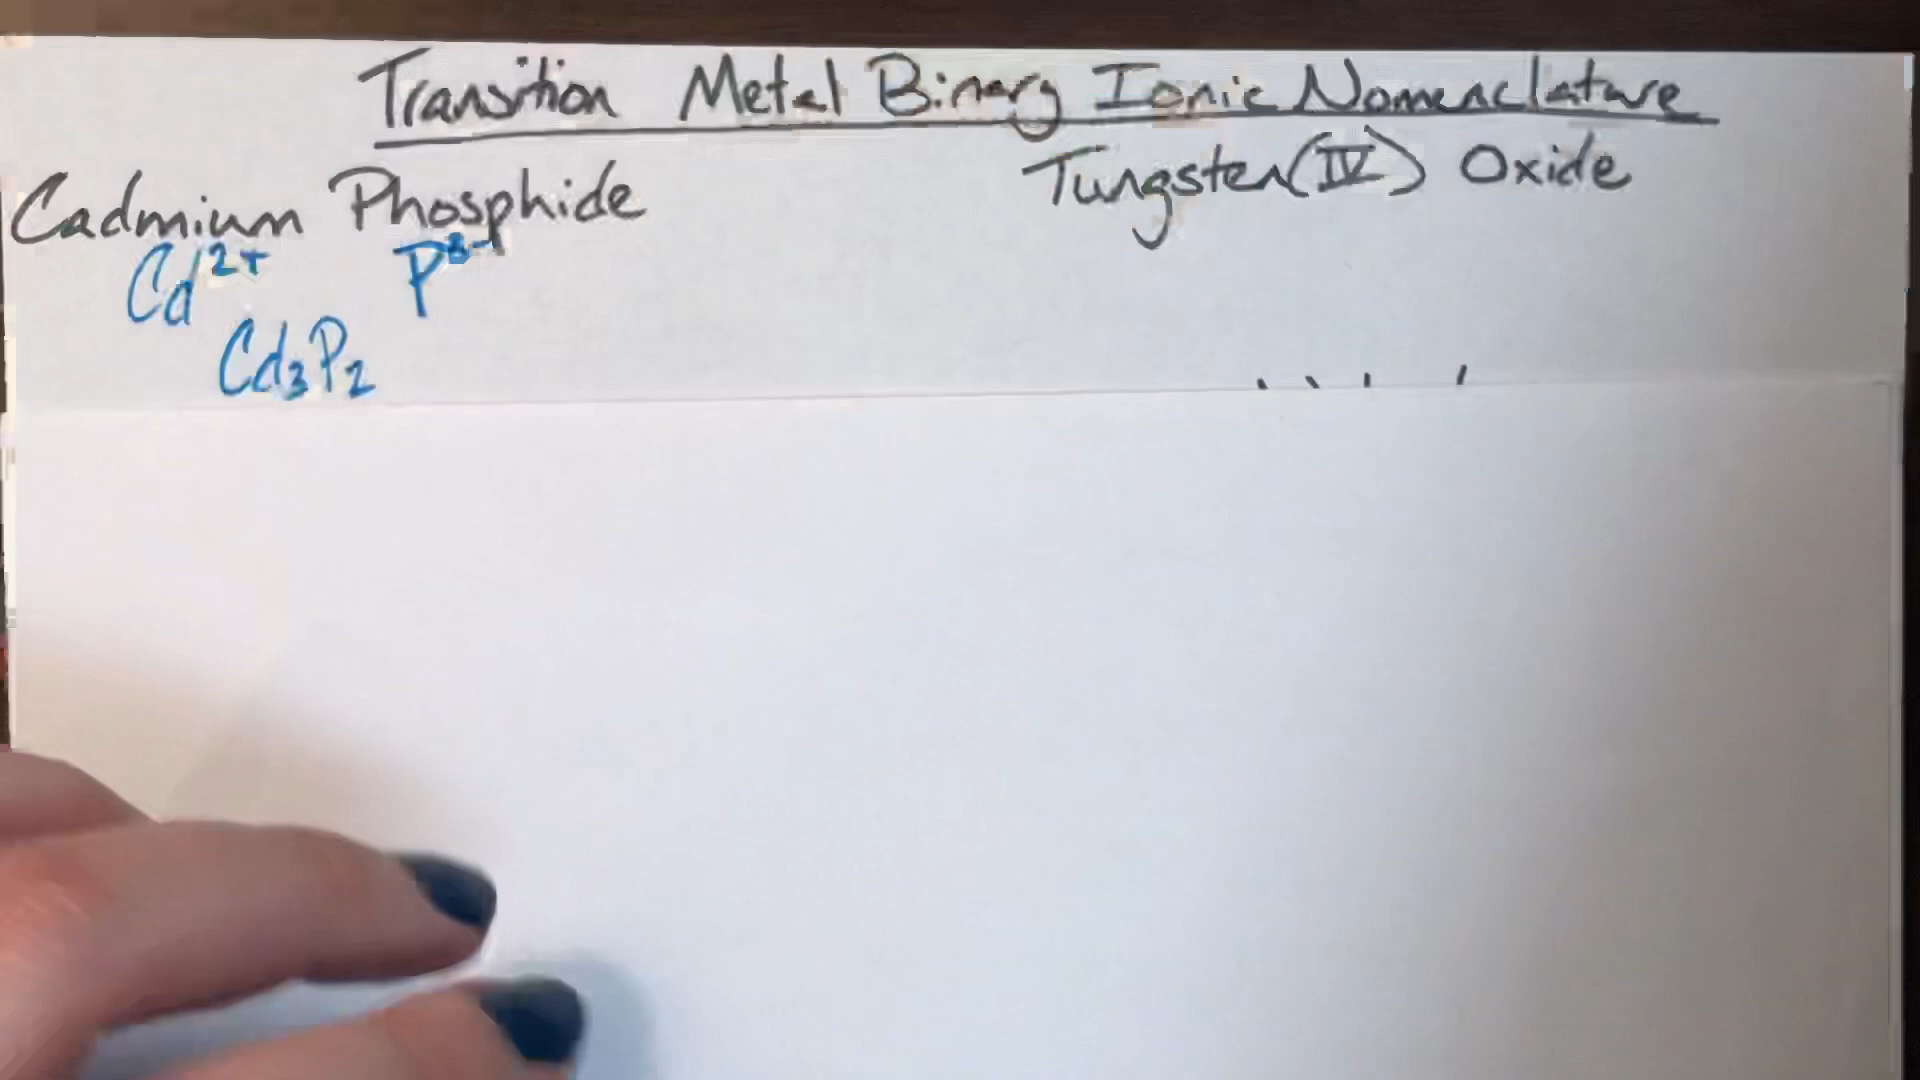 Transition Metal Binary Ionic Nomenclature
Cadmium Phosphide
Cd²⁺ P³⁻
Cd₃P₂
Tungsten(IV) Oxide